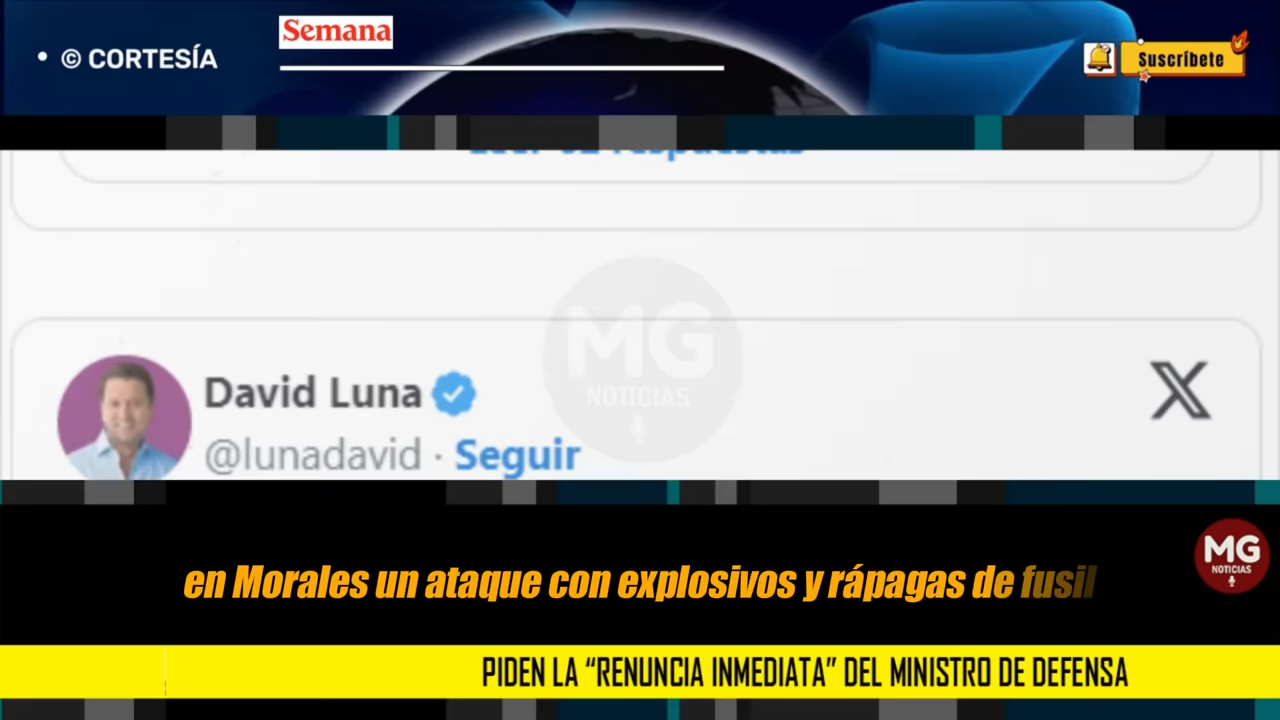 Semana
• © CORTESÍA
Suscríbete
MG
NOTICIAS
David Luna
@lunadavid · Seguir
en Morales un ataque con explosivos y rápagas de fusil
MG
NOTICIAS
PIDEN LA “RENUNCIA INMEDIATA” DEL MINISTRO DE DEFENSA